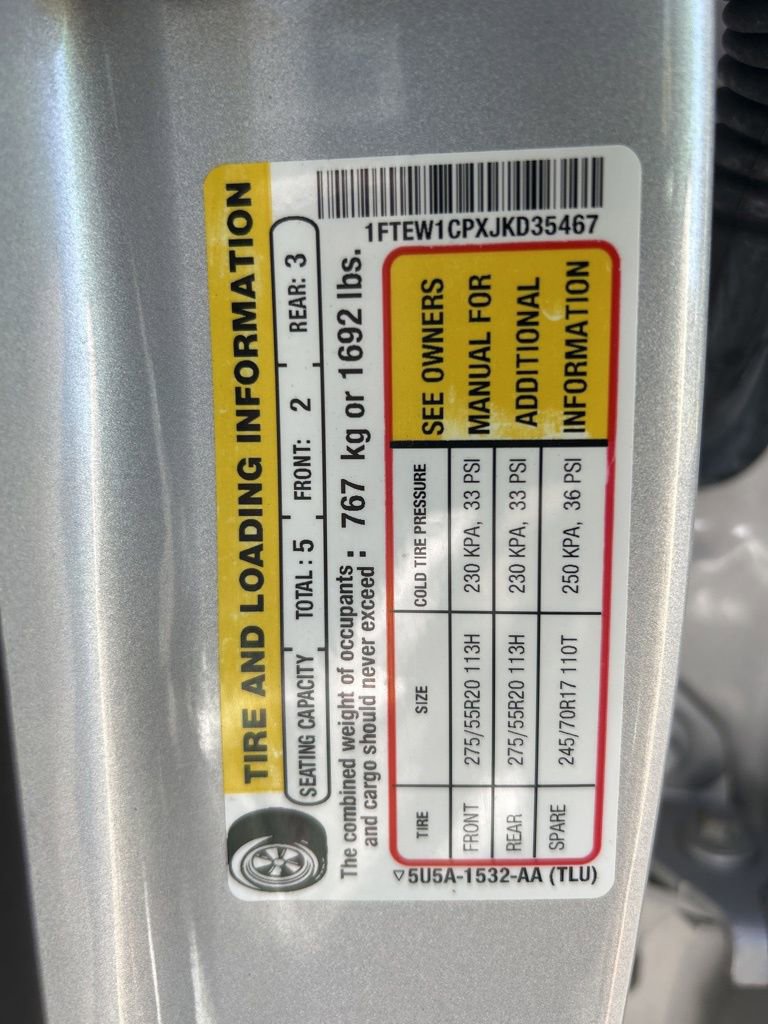 TIRE AND LOADING INFORMATION
SEATING CAPACITY TOTAL: 5 FRONT: 2 REAR: 3
The combined weight of occupants and cargo should never exceed : 767 kg or 1692 lbs.
1FTEW1CPXJKD35467
TIRE SIZE COLD TIRE PRESSURE
FRONT 275/55R20 113H 230 KPA, 33 PSI
REAR 275/55R20 113H 230 KPA, 33 PSI
SPARE 245/70R17 110T 250 KPA, 36 PSI
SEE OWNERS
MANUAL FOR
ADDITIONAL
INFORMATION
▽5U5A-1532-AA (TLU)